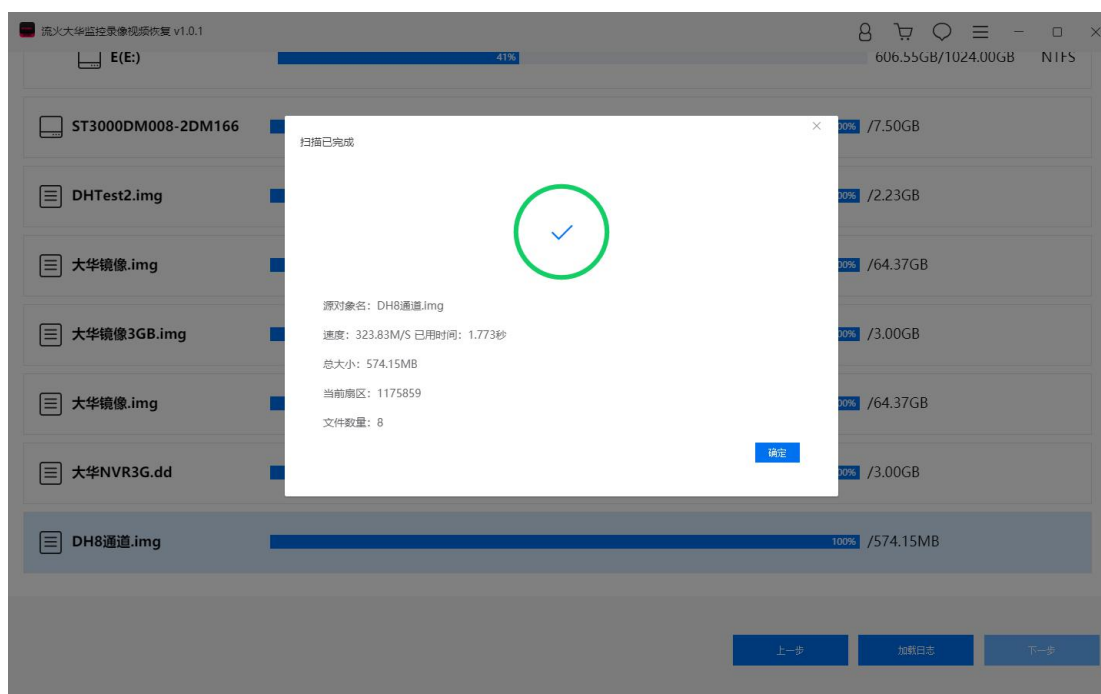 流火大华监控录像视频恢复 v1.0.1
E(E:) 41% 606.55GB/1024.00GB NTFS
ST3000DM008-2DM166 00% /7.50GB
扫描已完成
DHTest2.img 00% /2.23GB
大华镜像.img 00% /64.37GB
源对象名：DH8通道.img
速度：323.83M/S 已用时间：1.773秒
大华镜像3GB.img 00% /3.00GB
总大小：574.15MB
当前扇区：1175859
大华镜像.img 00% /64.37GB
文件数量：8
确定
大华NVR3G.dd 00% /3.00GB
DH8通道.img 100% /574.15MB
上一步 加载日志 下一步